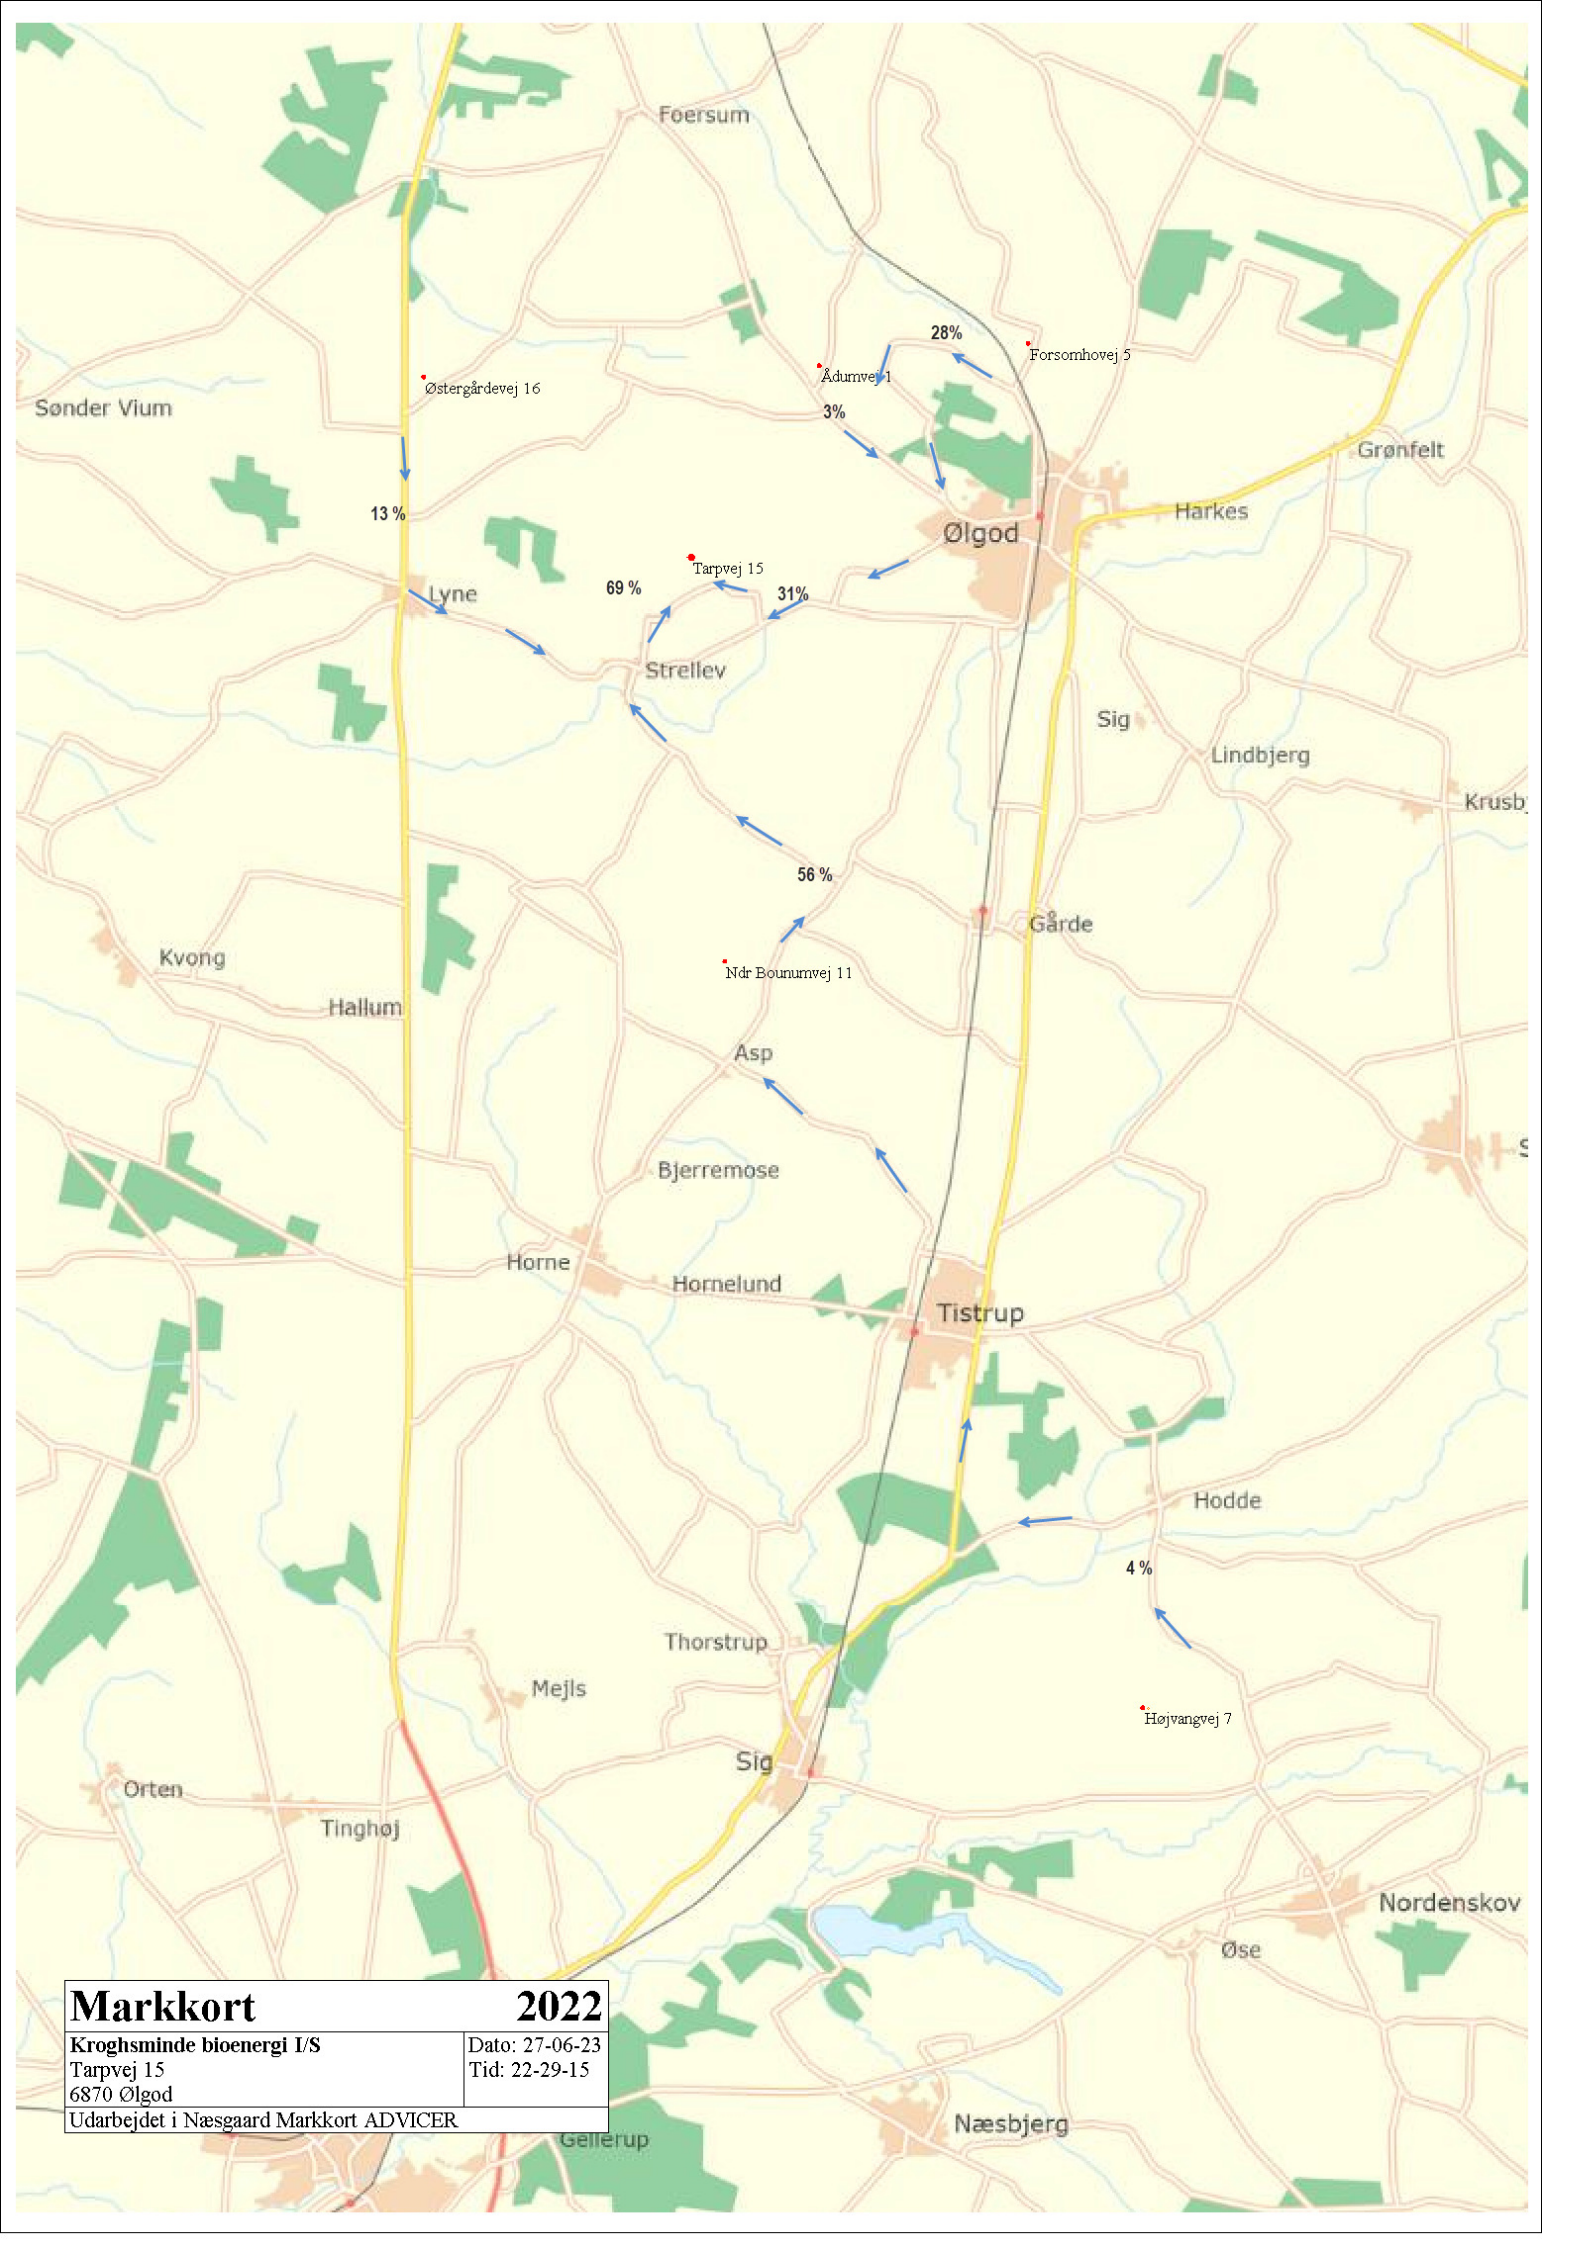 Foersum
28%
Forsomhovej 5
Ådumvej 1
Østergårdevej 16
Sønder Vium
3%
Grønfelt
13 %
Harkes
Ølgod
Tarpvej 15
69 %
31%
Lyne
Strellev
Sig
Lindbjerg
Krusb
56 %
Gårde
Kvong
Ndr Bounumvej 11
Hallum
Asp
S
Bjerremose
Horne
Hornelund
Tistrup
Hodde
4 %
Thorstrup
Mejls
Højvangvej 7
Sig
Orten
Tinghøj
Nordenskov
Øse
Markkort 2022
Kroghsminde bioenergi I/S Dato: 27-06-23
Tarpvej 15 Tid: 22-29-15
6870 Ølgod
Udarbejdet i Næsgaard Markkort ADVICER
Næsbjerg
Gellerup